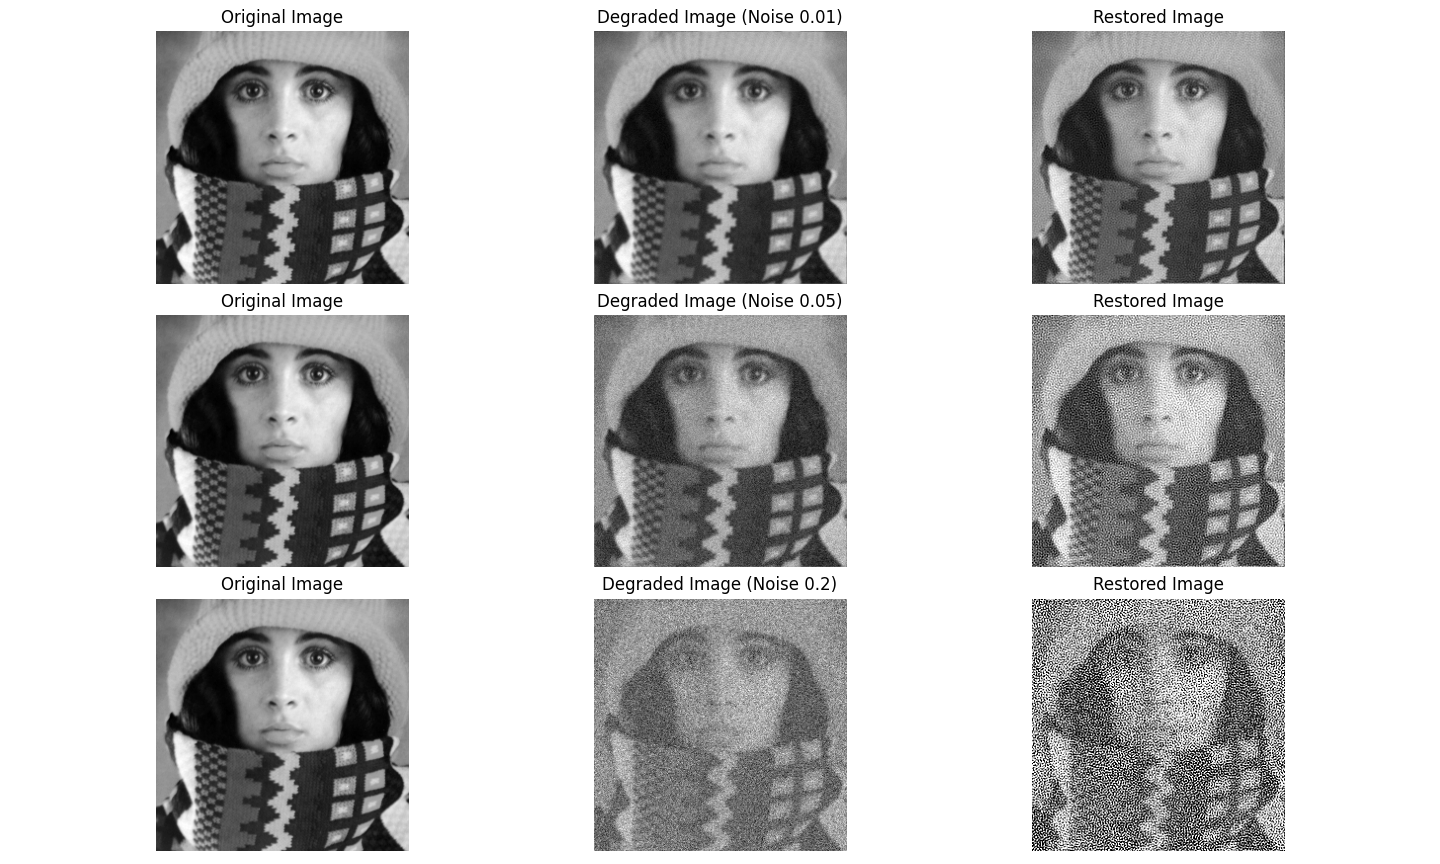 Original Image
Degraded Image (Noise 0.01)
Restored Image
Original Image
Degraded Image (Noise 0.05)
Restored Image
Original Image
Degraded Image (Noise 0.2)
Restored Image